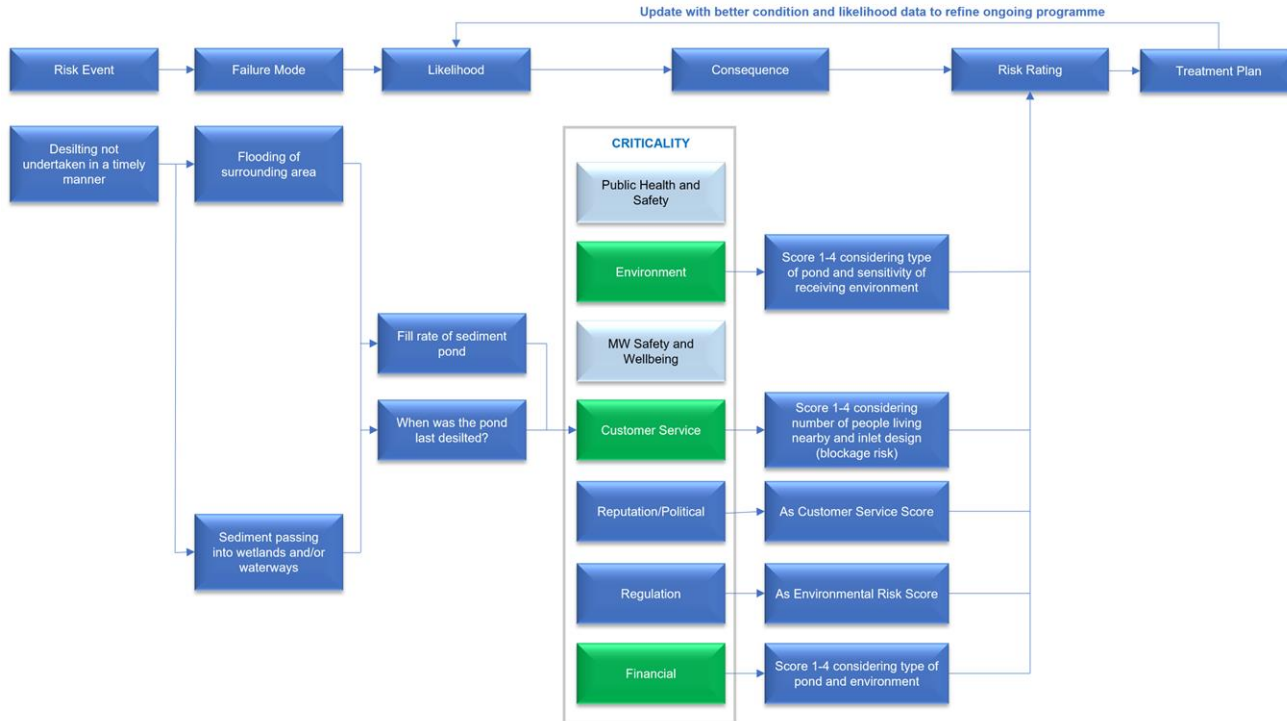 Update with better condition and likelihood data to refine ongoing programme
Risk Event
Failure Mode
Likelihood
Consequence
Risk Rating
Treatment Plan
Desilting not
undertaken in a timely
manner
Flooding of
surrounding area
CRITICALITY
Public Health and
Safety
Environment
Score 1-4 considering type
of pond and sensitivity of
receiving environment
Fill rate of sediment
pond
MW Safety and
Wellbeing
When was the pond
last desilted?
Customer Service
Score 1-4 considering
number of people living
nearby and inlet design
(blockage risk)
Reputation/Political
As Customer Service Score
Sediment passing
into wetlands and/or
waterways
Regulation
As Environmental Risk Score
Financial
Score 1-4 considering type of
pond and environment